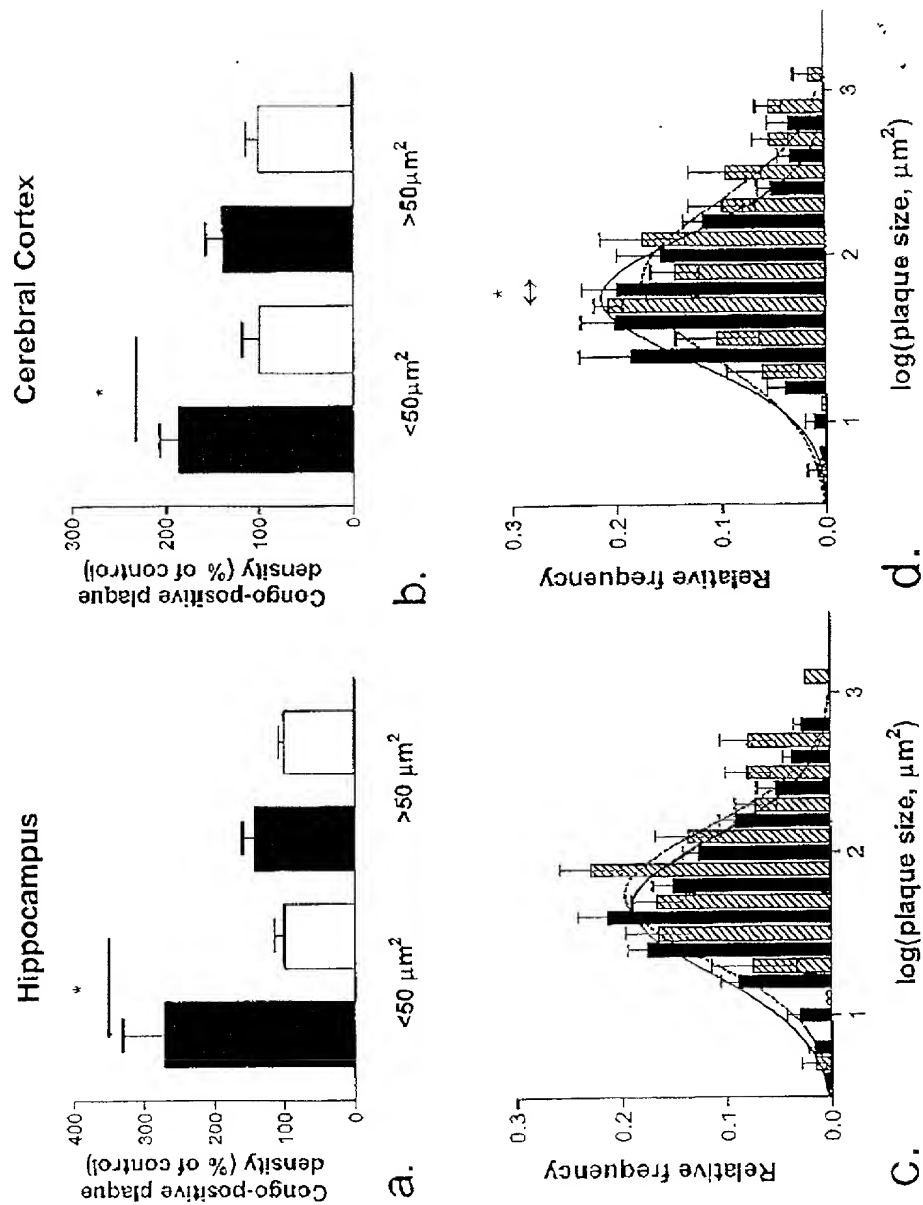 Hippocampus
Cerebral Cortex
Congo-positive plaque
density (% of control)
400
300
200
100
0
*
<50 μm²
>50 μm²
a.
Congo-positive plaque
density (% of control)
300
200
100
0
*
<50μm²
>50μm²
b.
Relative frequency
0.3
0.2
0.1
0.0
1
2
3
log(plaque size, μm²)
c.
Relative frequency
0.3
0.2
0.1
0.0
*
1
2
3
log(plaque size, μm²)
d.